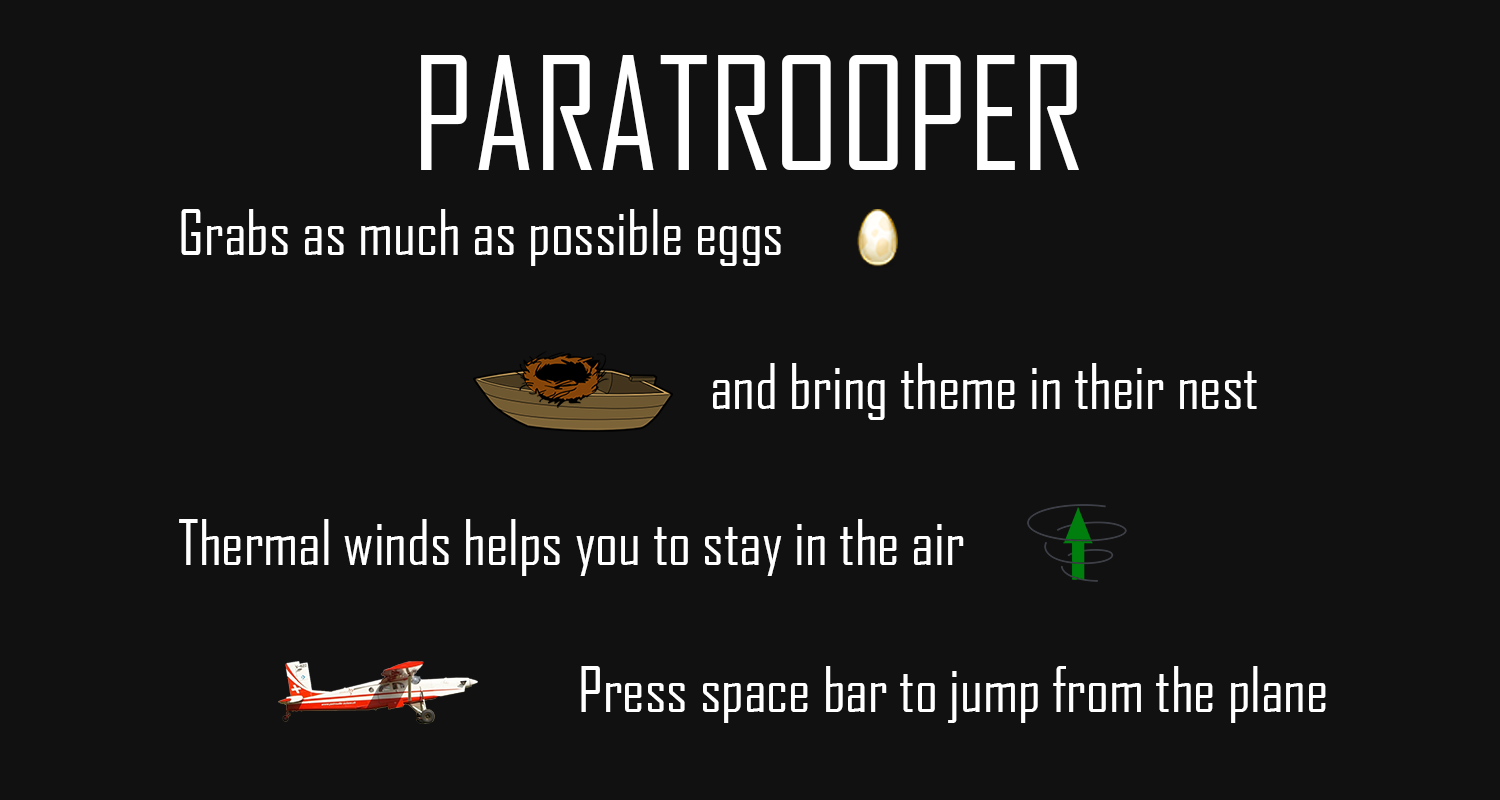 PARATROOPER
Grabs as much as possible eggs
and bring theme in their nest
Thermal winds helps you to stay in the air
Press space bar to jump from the plane